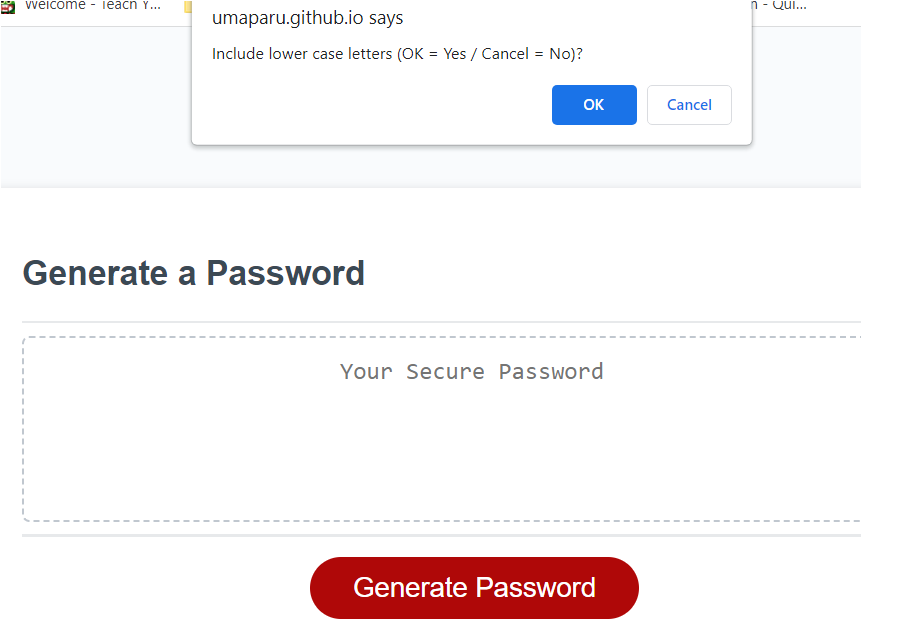 Welcome - Teach Y...
- Qui...
umaparu.github.io says
Include lower case letters (OK = Yes / Cancel = No)?
OK
Cancel
Generate a Password
Your Secure Password
Generate Password